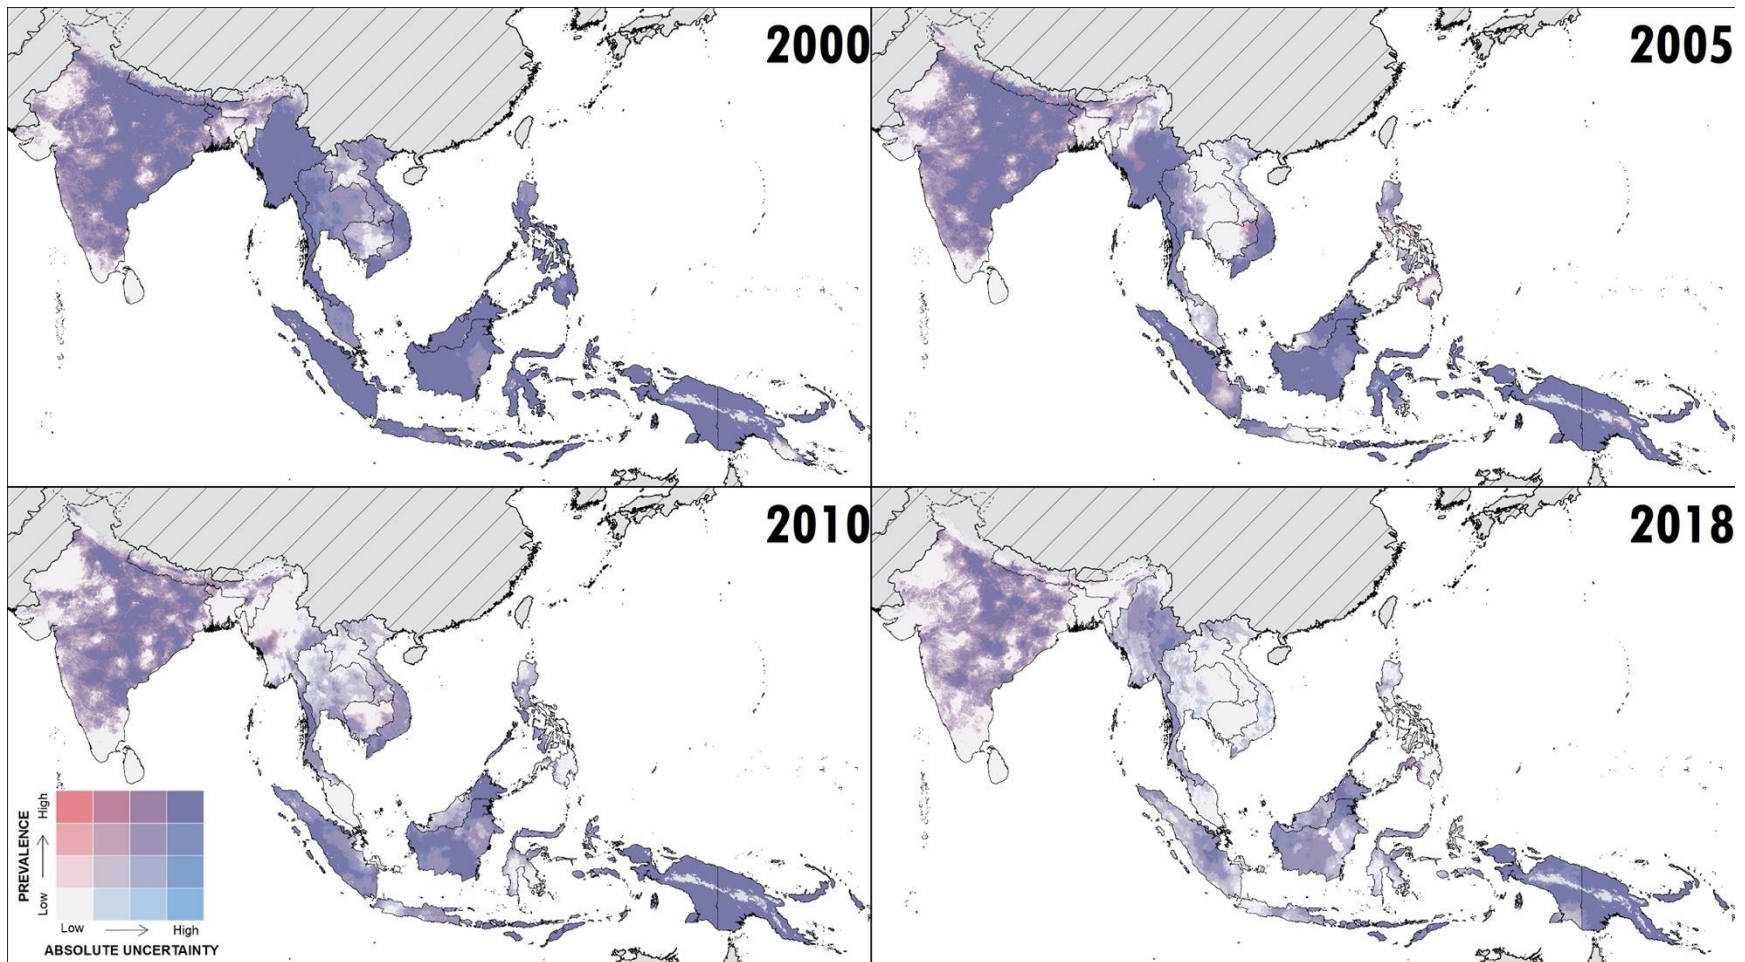 2000
2005
2010
2018
PREVALENCE
Low
High
Low
High
ABSOLUTE UNCERTAINTY